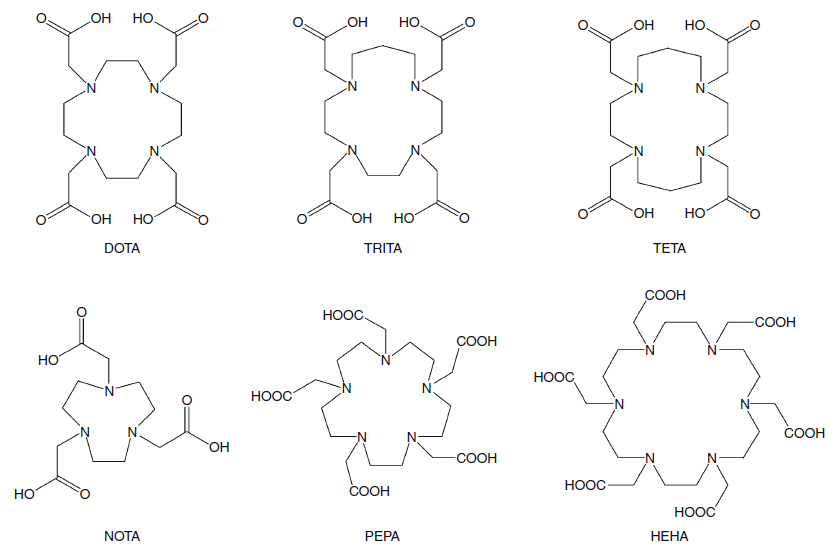 O OH HO O O OH HO O O OH HO O
N N N N N N
N N N N N N
O OH HO O O OH HO O O OH HO O
DOTA TRITA TETA
O
HO
N
N N
O
OH
HO O
NOTA
HOOC
COOH
N
HOOC N N
N N
COOH
COOH
PEPA
COOH
COOH
N N
HOOC
N N
COOH
N N
HOOC
HOOC
HEHA